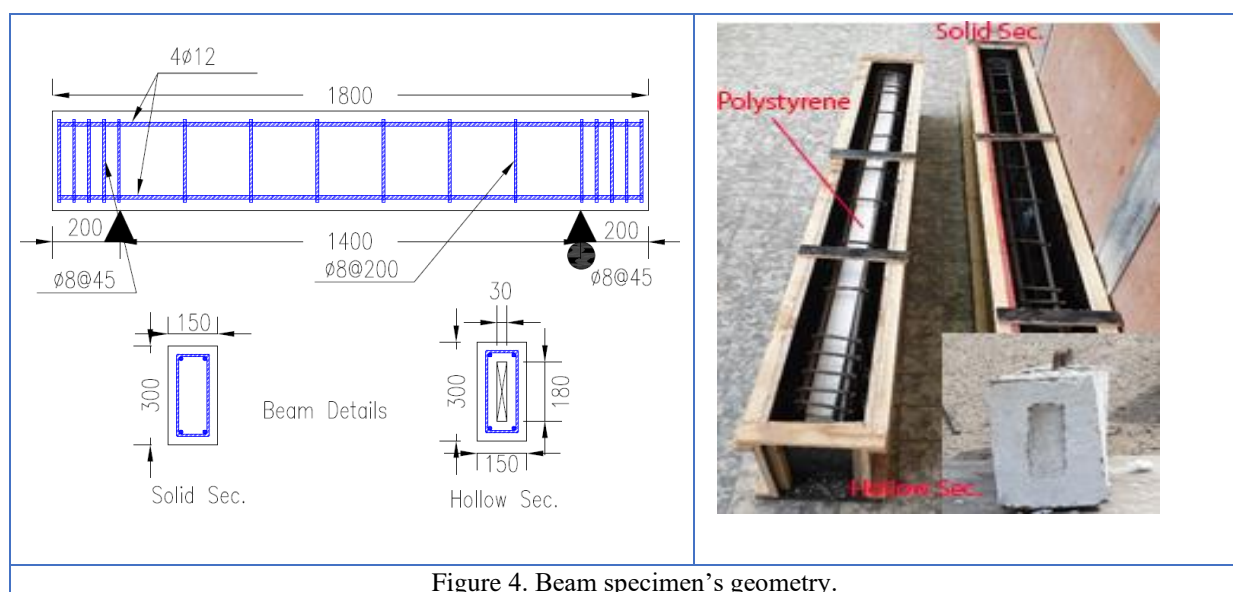 4ø12
1800
200
1400
200
ø8@45
ø8@200
ø8@45
150
300
Solid Sec.
Beam Details
30
300
180
150
Hollow Sec.
Solid Sec.
Polystyrene
Hollow Sec.
Figure 4. Beam specimen’s geometry.